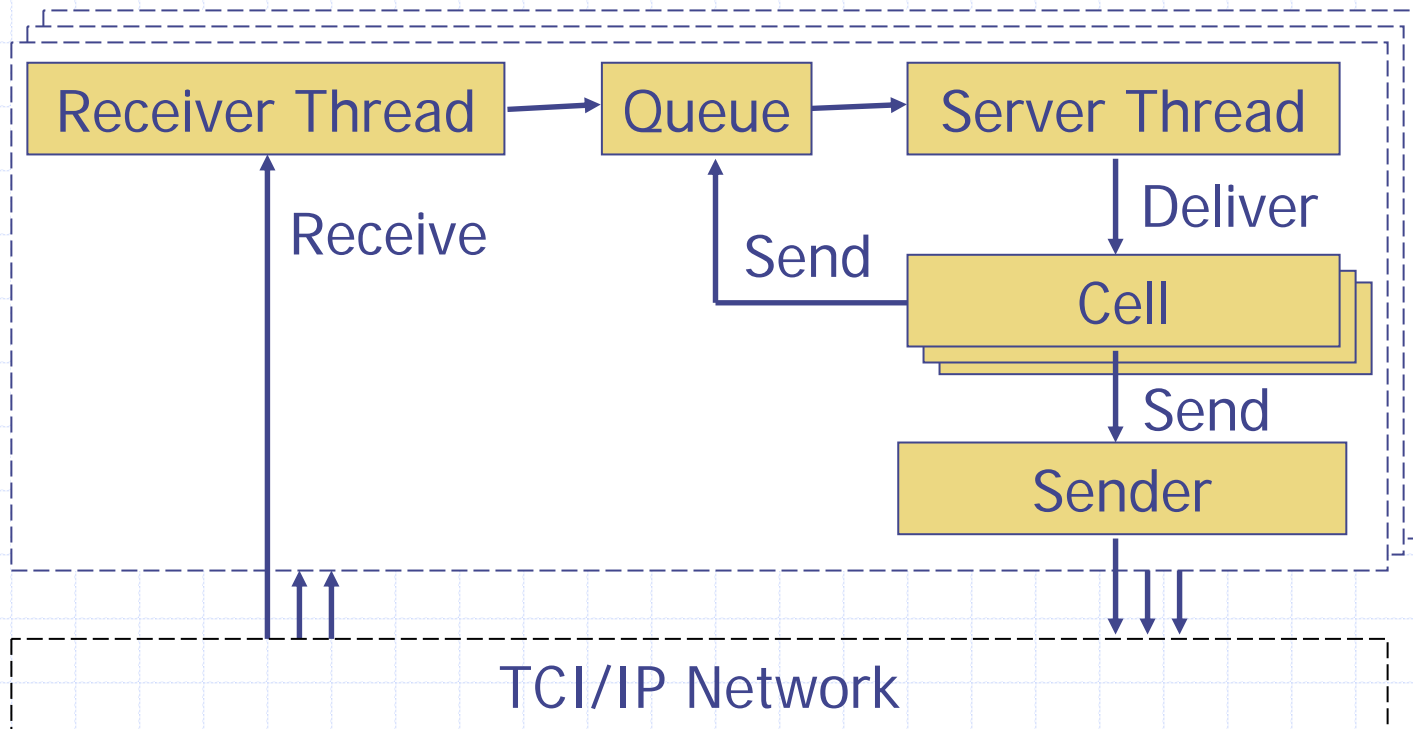 Receiver Thread
Queue
Server Thread
Receive
Deliver
Send
Cell
Send
Sender
TCI/IP Network